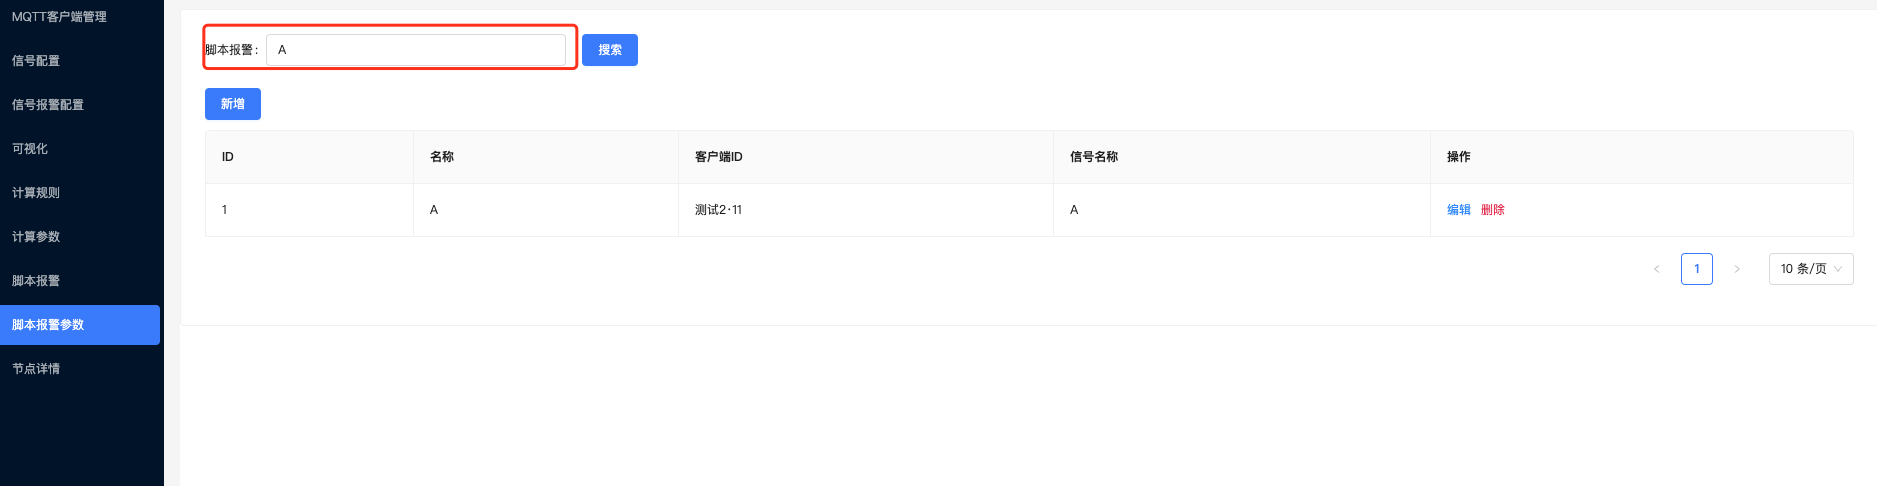 MQTT客户端管理
信号配置
信号报警配置
可视化
计算规则
计算参数
脚本报警
脚本报警参数
节点详情
脚本报警： A 搜索
新增
ID 名称 客户端ID 信号名称 操作
1 A 测试2·11 A 编辑 删除
< 1 > 10 条/页